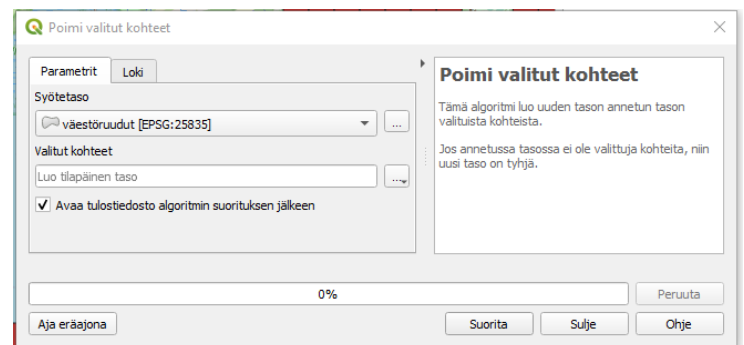 Poimi valitut kohteet
Parametrit
Loki
Syötetaso
väestöruudut [EPSG:25835]
...
Valitut kohteet
Luo tilapäinen taso
...
Avaa tulostiedosto algoritmin suorituksen jälkeen
Poimi valitut kohteet
Tämä algoritmi luo uuden tason annetun tason
valituista kohteista.
Jos annetussa tasossa ei ole valittuja kohteita, niin
uusi taso on tyhjä.
0%
Peruuta
Aja eräajona
Suorita
Sulje
Ohje